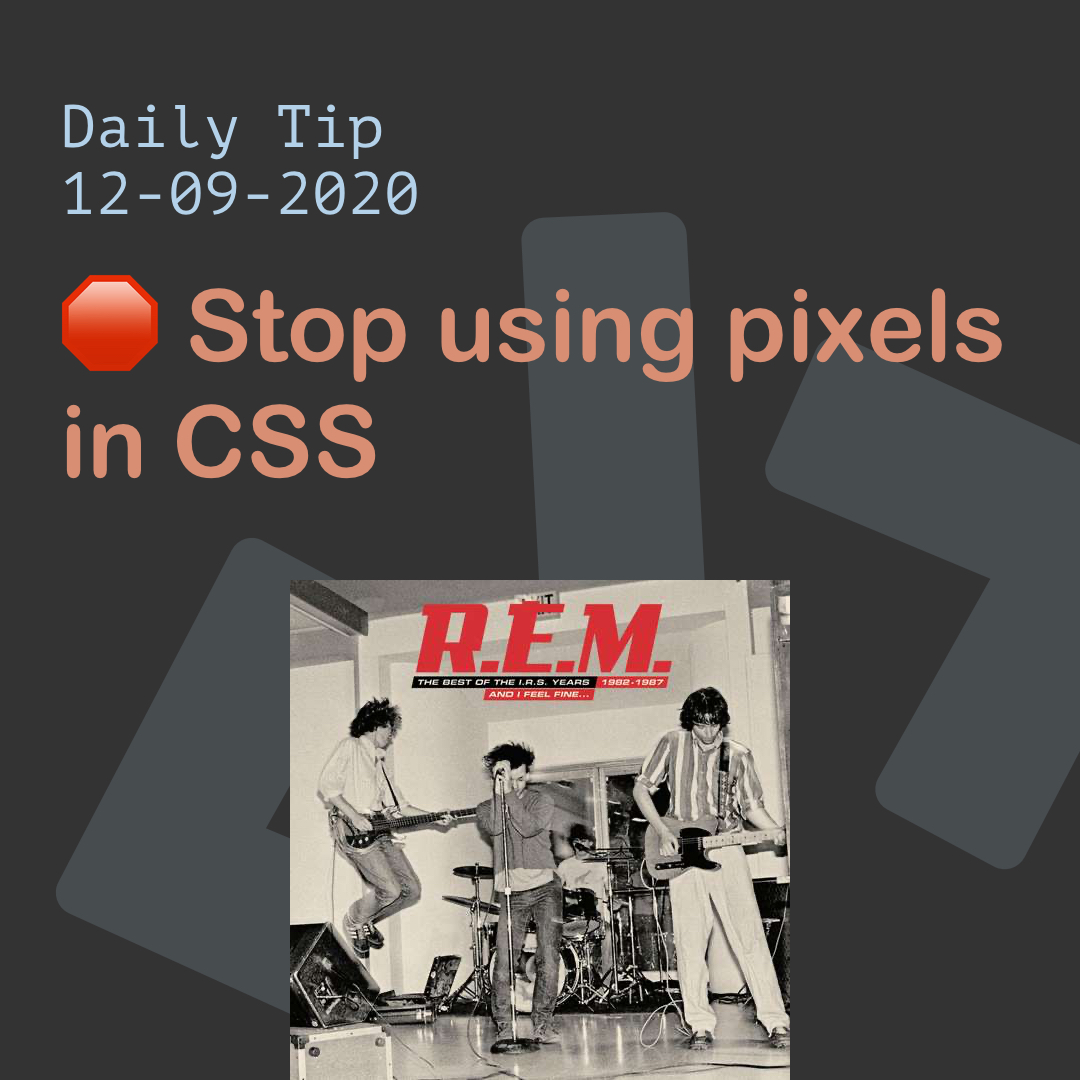 Daily Tip
12-09-2020
🛑 Stop using pixels
in CSS
EXIT
R.E.M.
THE BEST OF THE I.R.S. YEARS 1982-1987
AND I FEEL FINE...